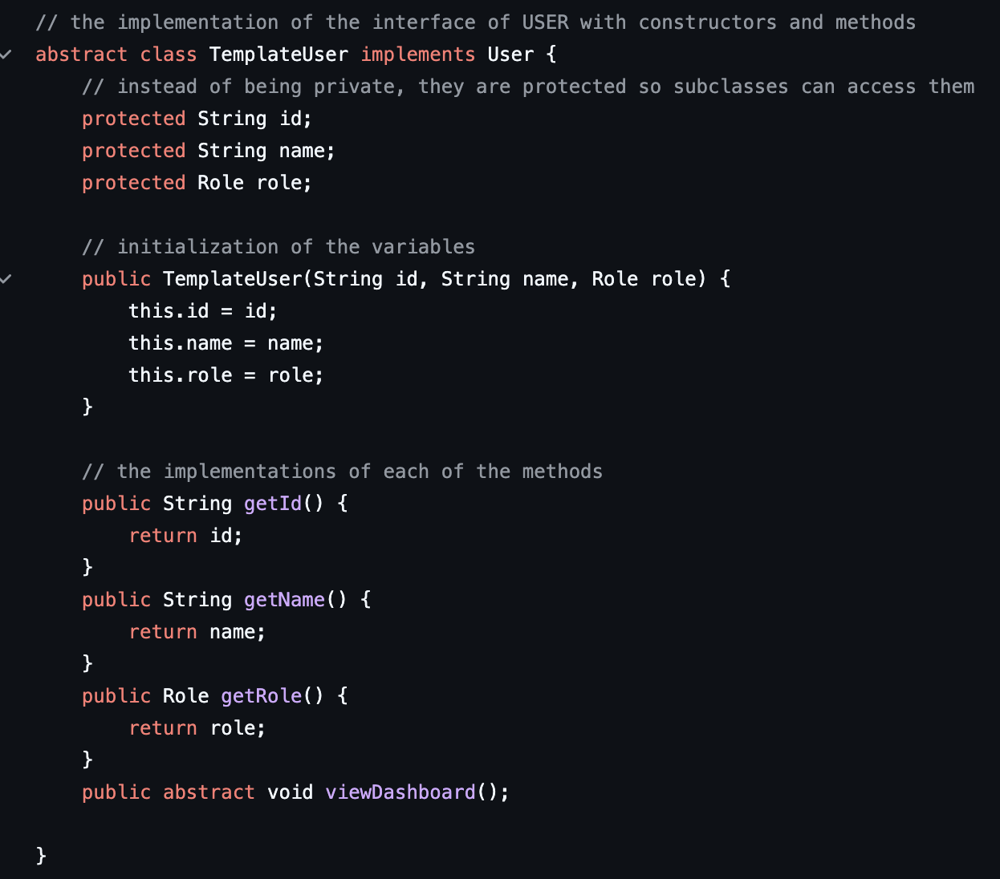 // the implementation of the interface of USER with constructors and methods
abstract class TemplateUser implements User {
    // instead of being private, they are protected so subclasses can access them
    protected String id;
    protected String name;
    protected Role role;

    // initialization of the variables
    public TemplateUser(String id, String name, Role role) {
        this.id = id;
        this.name = name;
        this.role = role;
    }

    // the implementations of each of the methods
    public String getId() {
        return id;
    }
    public String getName() {
        return name;
    }
    public Role getRole() {
        return role;
    }
    public abstract void viewDashboard();

}